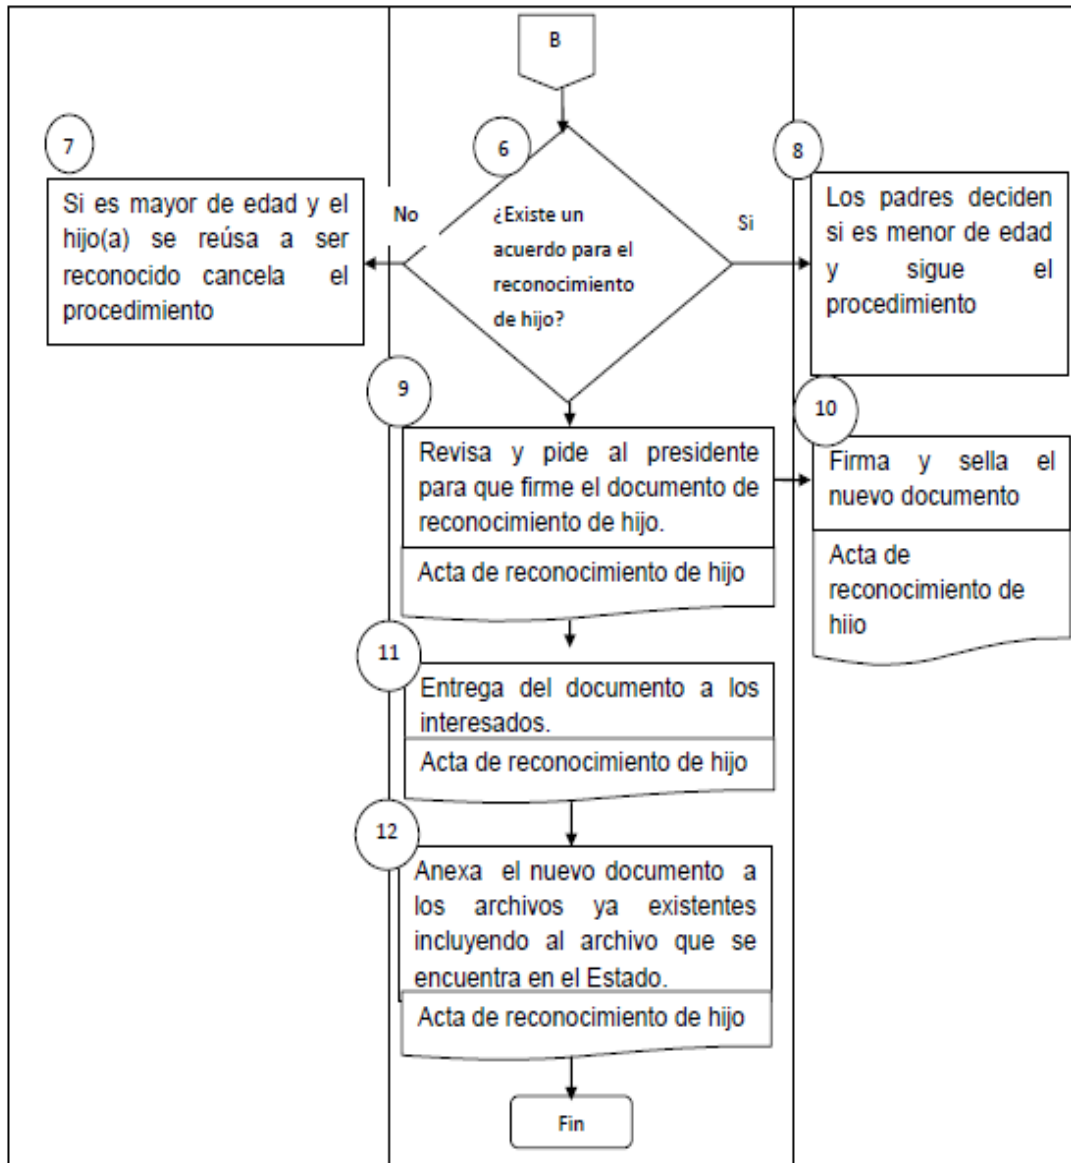 B
6
¿Existe un
acuerdo para el
reconocimiento
de hijo?
No
Si
7
Si es mayor de edad y el
hijo(a) se reúsa a ser
reconocido cancela el
procedimiento
8
Los padres deciden
si es menor de edad
y sigue el
procedimiento
9
Revisa y pide al presidente
para que firme el documento de
reconocimiento de hijo.
Acta de reconocimiento de hijo
10
Firma y sella el
nuevo documento
Acta de
reconocimiento de
hijo
11
Entrega del documento a los
interesados.
Acta de reconocimiento de hijo
12
Anexa el nuevo documento a
los archivos ya existentes
incluyendo al archivo que se
encuentra en el Estado.
Acta de reconocimiento de hijo
Fin